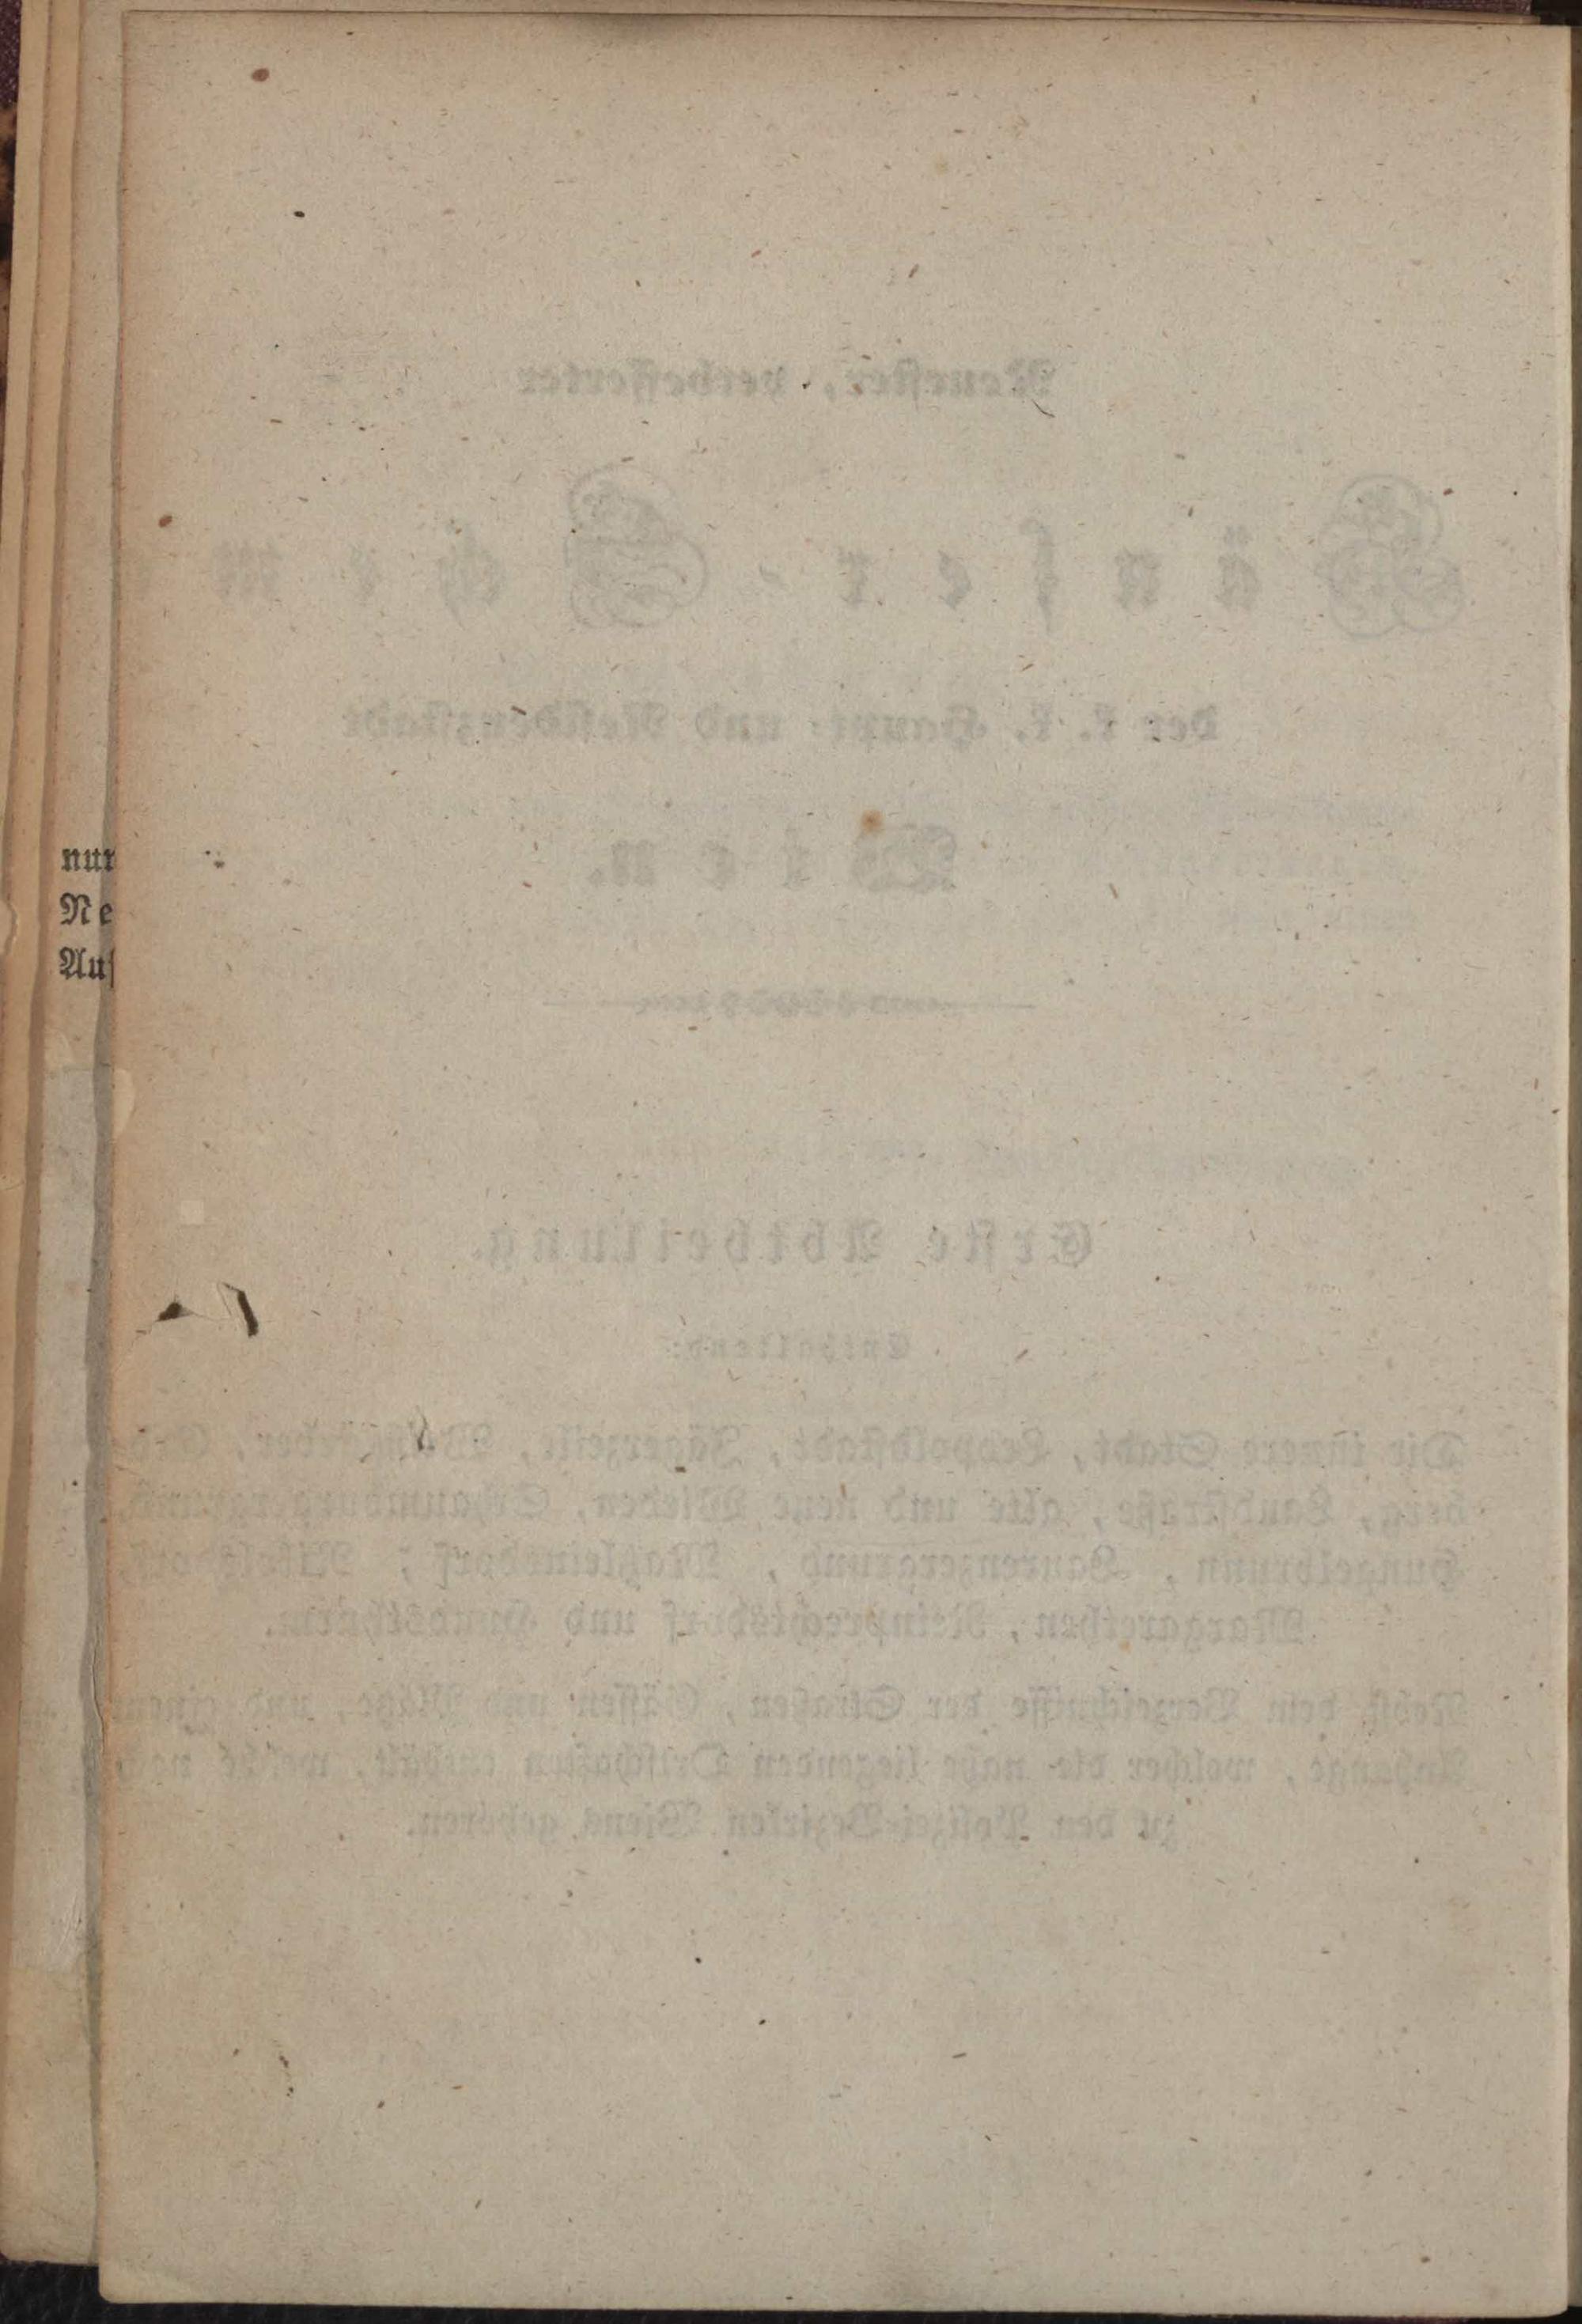 nur
Ne
Auf
Neuester, verbesserter
Häuser-Schem
der k. k. Haupt- und Residenzstadt
Wien.
Erste Abtheilung.
Enthaltend:
Die innere Stadt, Leopoldstadt, Jägerzeile,
berg, Landstraße, alte und neue Wieden, Schaumburgergrund,
Hungelbrunn, Laurenzergrund, Matzleinsdorf, Nikolsdorf,
Margarethen, Reinprechtsdorf und Hundsthurm.
Nebst dem Verzeichnisse der Straßen, Gassen und Plätze, und einem
Anhange, welcher die nahe liegenden Ortschaften enthält, welche noch
zu den Polizei-Bezirken Wiens gehören.